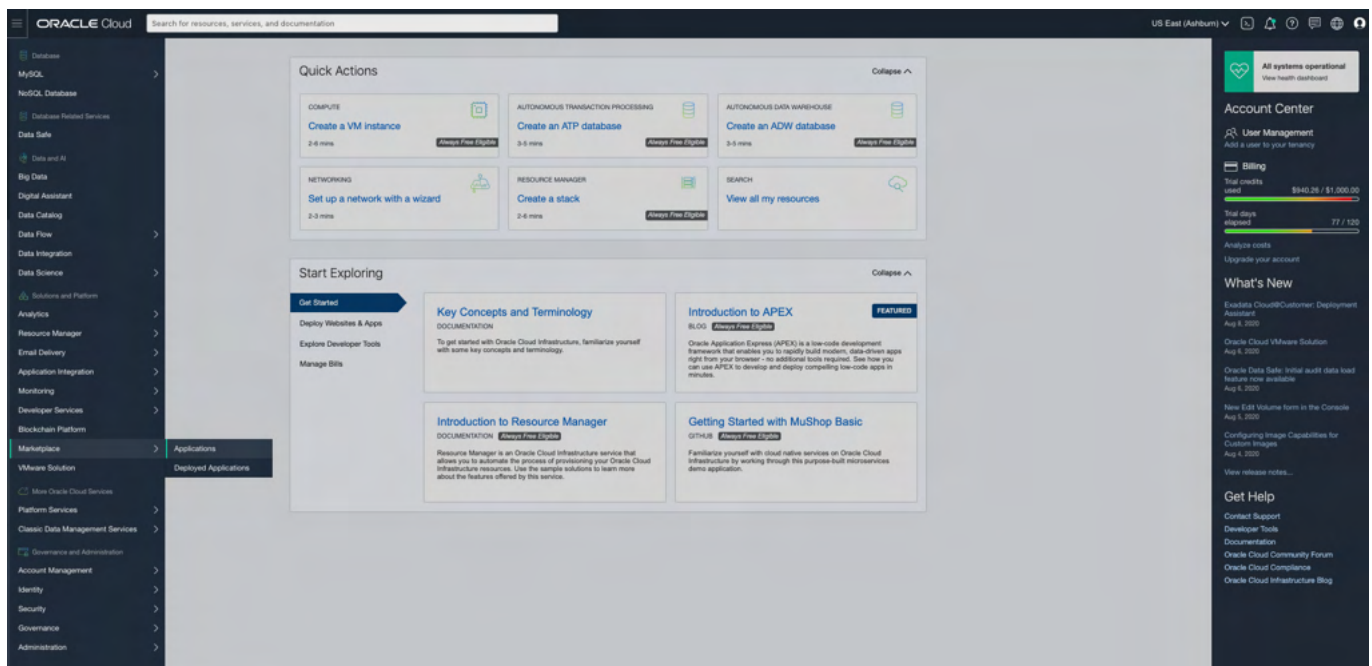 ORACLE Cloud
Search for resources, services, and documentation
US East (Ashburn)
Database
MySQL
NoSQL Database
Database Related Services
Data Safe
Data and AI
Big Data
Digital Assistant
Data Catalog
Data Flow
Data Integration
Data Science
Solutions and Platform
Analytics
Resource Manager
Email Delivery
Application Integration
Monitoring
Developer Services
Blockchain Platform
Marketplace
VMware Solution
More Oracle Cloud Services
Platform Services
Classic Data Management Services
Governance and Administration
Account Management
Identity
Security
Governance
Administration
Applications
Deployed Applications
Quick Actions
Collapse
COMPUTE
Create a VM instance
2-6 mins
Always Free Eligible
AUTONOMOUS TRANSACTION PROCESSING
Create an ATP database
3-5 mins
Always Free Eligible
AUTONOMOUS DATA WAREHOUSE
Create an ADW database
3-5 mins
Always Free Eligible
NETWORKING
Set up a network with a wizard
2-3 mins
RESOURCE MANAGER
Create a stack
2-6 mins
Always Free Eligible
SEARCH
View all my resources
Start Exploring
Collapse
Get Started
Deploy Websites & Apps
Explore Developer Tools
Manage Bills
Key Concepts and Terminology
DOCUMENTATION
To get started with Oracle Cloud Infrastructure, familiarize yourself
with some key concepts and terminology.
Introduction to APEX
FEATURED
BLOG Always Free Eligible
Oracle Application Express (APEX) is a low-code development
framework that enables you to rapidly build modern, data-driven apps
right from your browser - no additional tools required. See how you
can use APEX to develop and deploy compelling low-code apps in
minutes.
Introduction to Resource Manager
DOCUMENTATION Always Free Eligible
Resource Manager is an Oracle Cloud Infrastructure service that
allows you to automate the process of provisioning your Oracle Cloud
Infrastructure resources. Use the sample solutions to learn more
about the features offered by this service.
Getting Started with MuShop Basic
GITHUB Always Free Eligible
Familiarize yourself with cloud native services on Oracle Cloud
Infrastructure by working through this purpose-built microservices
demo application.
All systems operational
View health dashboard
Account Center
User Management
Add a user to your tenancy
Billing
Trial credits
used $940.26 / $1,000.00
Trial days
elapsed 77 / 120
Analyze costs
Upgrade your account
What's New
Exadata Cloud@Customer: Deployment
Assistant
Aug 8, 2020
Oracle Cloud VMware Solution
Aug 6, 2020
Oracle Data Safe: Initial audit data load
feature now available
Aug 6, 2020
New Edit Volume form in the Console
Aug 5, 2020
Configuring Image Capabilities for
Custom Images
Aug 4, 2020
View release notes...
Get Help
Contact Support
Developer Tools
Documentation
Oracle Cloud Community Forum
Oracle Cloud Compliance
Oracle Cloud Infrastructure Blog